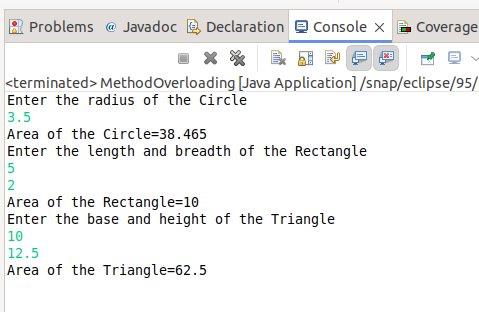 Problems @ Javadoc Declaration Console × Coverage
<terminated> MethodOverloading [Java Application] /snap/eclipse/95/
Enter the radius of the Circle
3.5
Area of the Circle=38.465
Enter the length and breadth of the Rectangle
5
2
Area of the Rectangle=10
Enter the base and height of the Triangle
10
12.5
Area of the Triangle=62.5